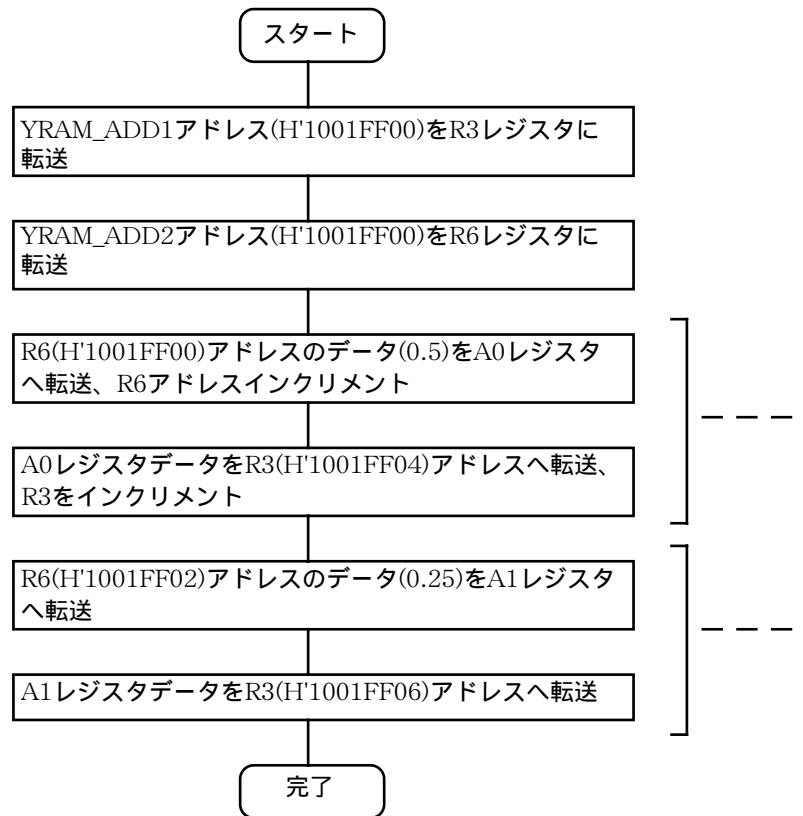 スタート
YRAM_ADD1アドレス(H'1001FF00)をR3レジスタに
転送
YRAM_ADD2アドレス(H'1001FF00)をR6レジスタに
転送
R6(H'1001FF00)アドレスのデータ(0.5)をA0レジスタ
へ転送、R6アドレスインクリメント
A0レジスタデータをR3(H'1001FF04)アドレスへ転送、
R3をインクリメント
R6(H'1001FF02)アドレスのデータ(0.25)をA1レジスタ
へ転送
A1レジスタデータをR3(H'1001FF06)アドレスへ転送
完了